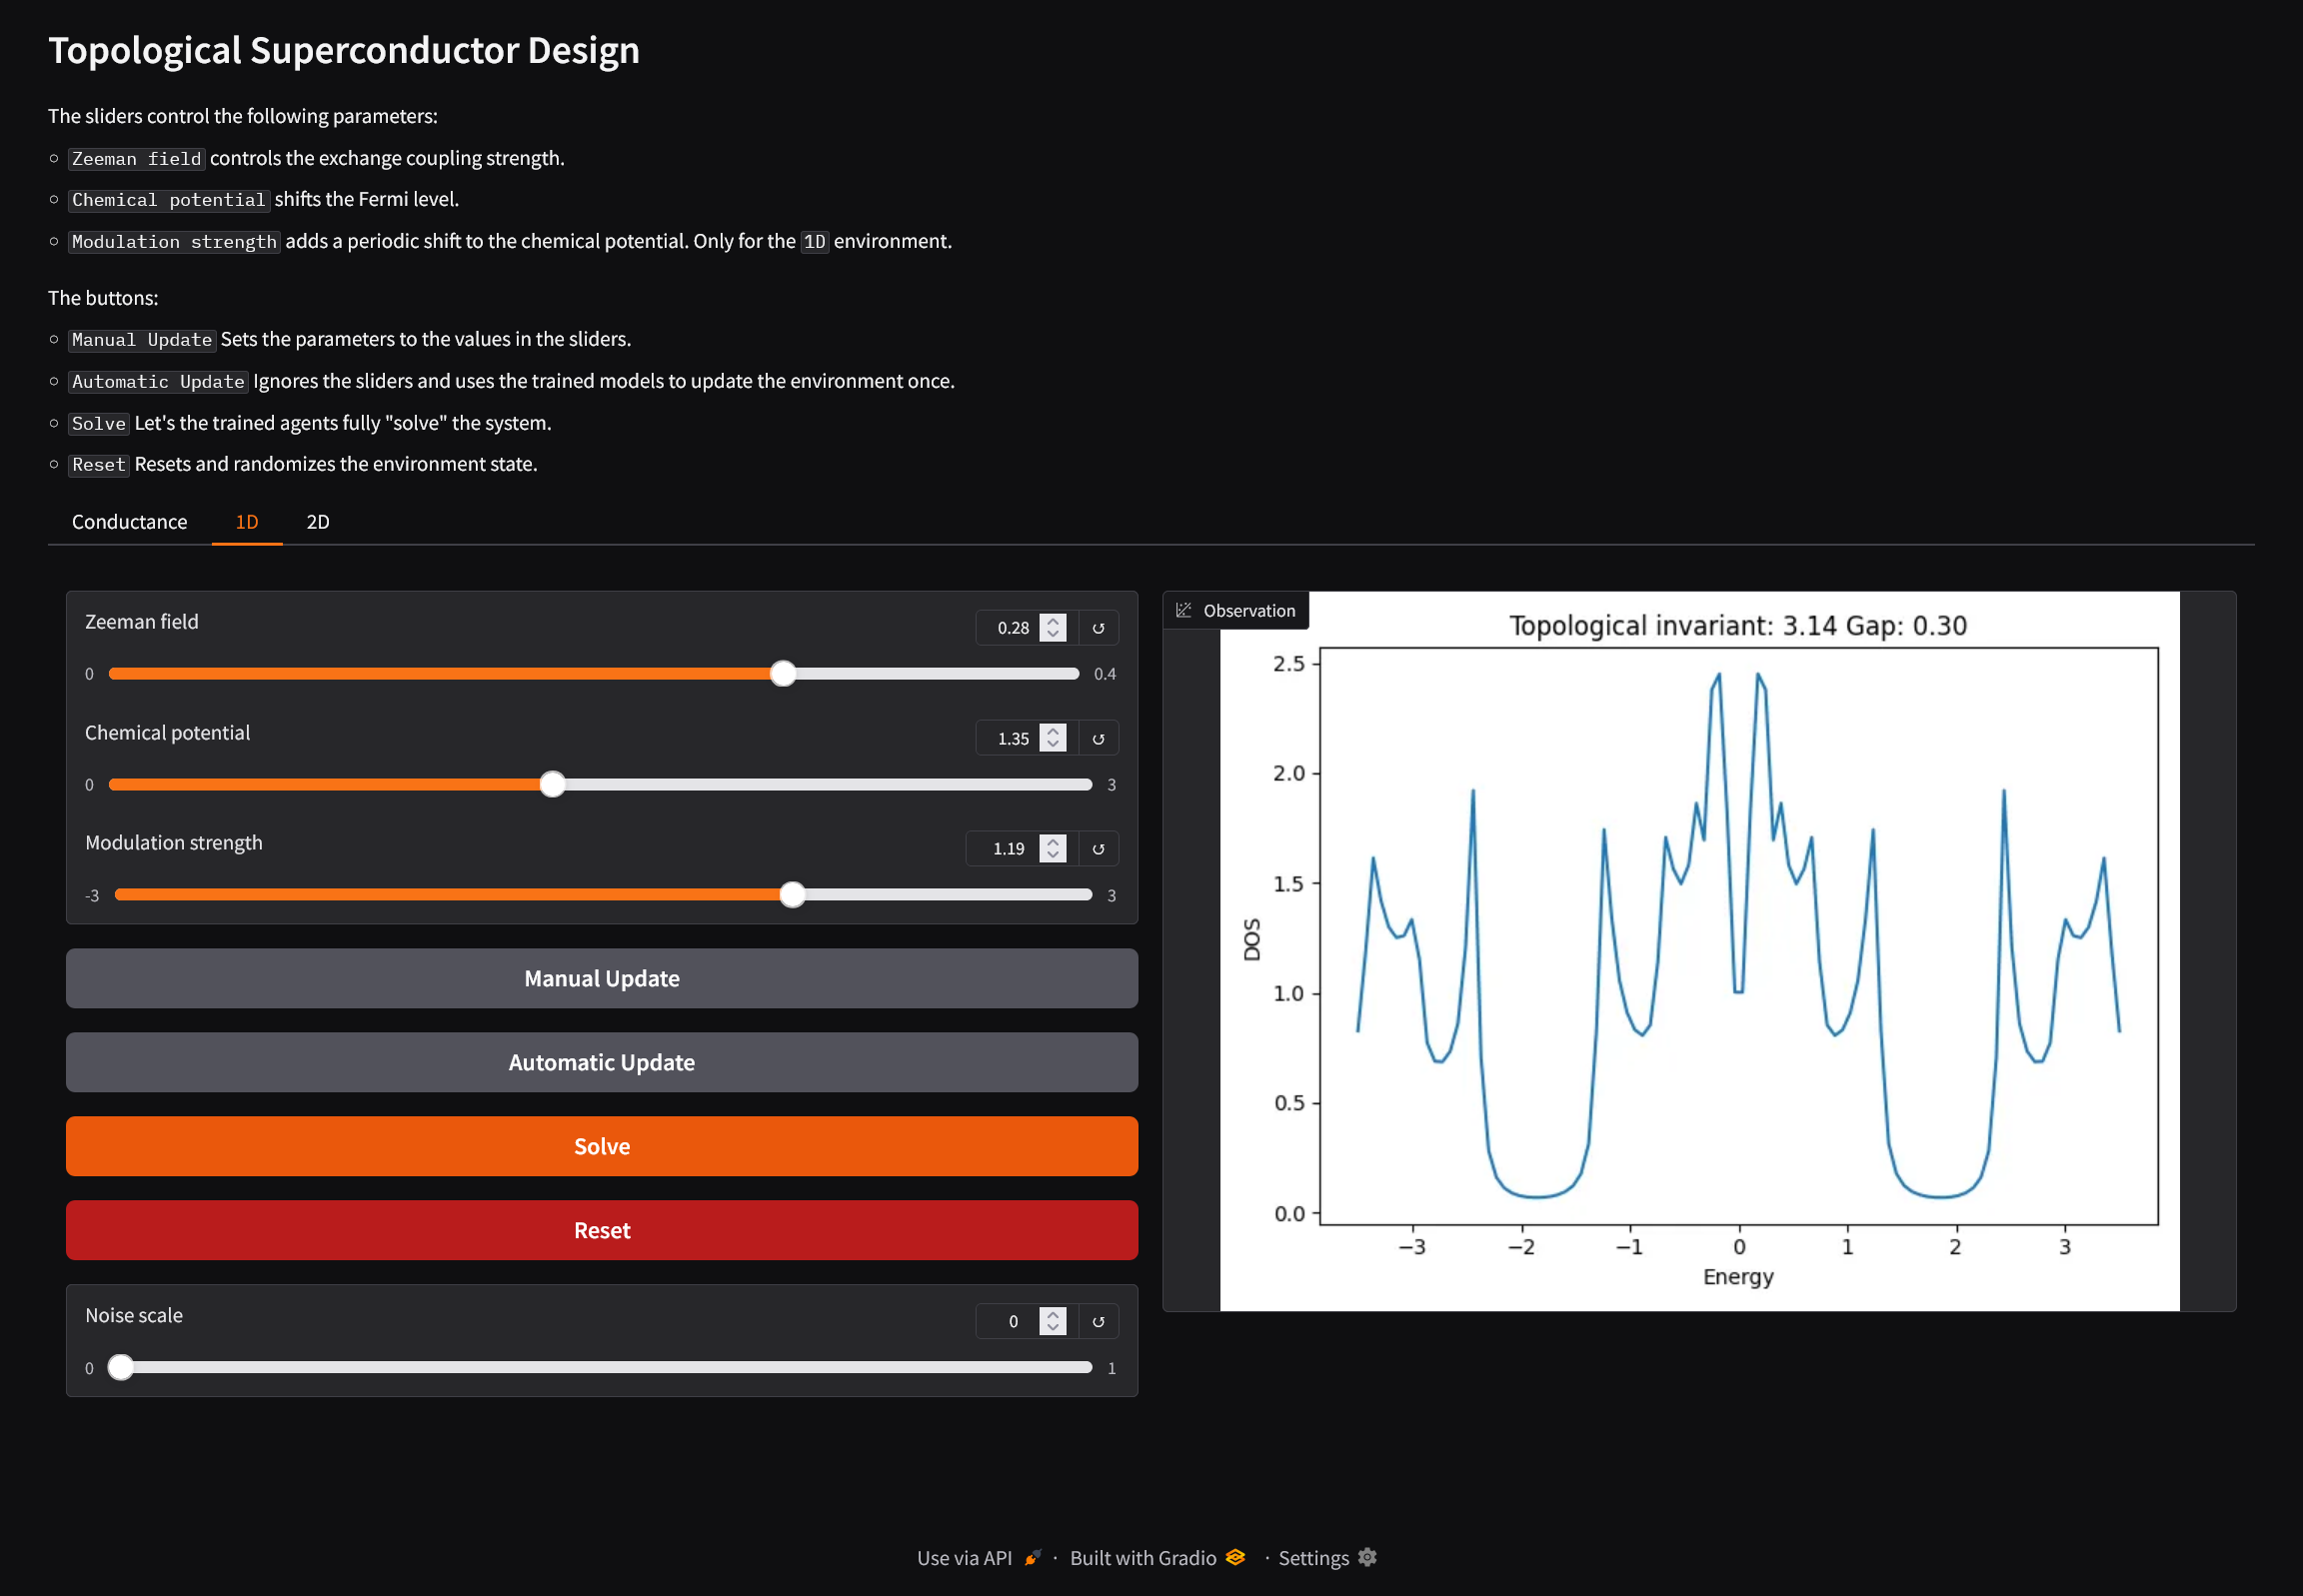 Topological Superconductor Design
The sliders control the following parameters:
Zeeman field controls the exchange coupling strength.
Chemical potential shifts the Fermi level.
Modulation strength adds a periodic shift to the chemical potential. Only for the 1D environment.
The buttons:
Manual Update Sets the parameters to the values in the sliders.
Automatic Update Ignores the sliders and uses the trained models to update the environment once.
Solve Let's the trained agents fully "solve" the system.
Reset Resets and randomizes the environment state.
Conductance 1D 2D
Zeeman field 0.28
0 0.4
Chemical potential 1.35
0 3
Modulation strength 1.19
-3 3
Manual Update
Automatic Update
Solve
Reset
Noise scale 0
0 1
Observation
Topological invariant: 3.14 Gap: 0.30
2.5
2.0
1.5
1.0
0.5
0.0
DOS
−3 −2 −1 0 1 2 3
Energy
Use via API · Built with Gradio · Settings